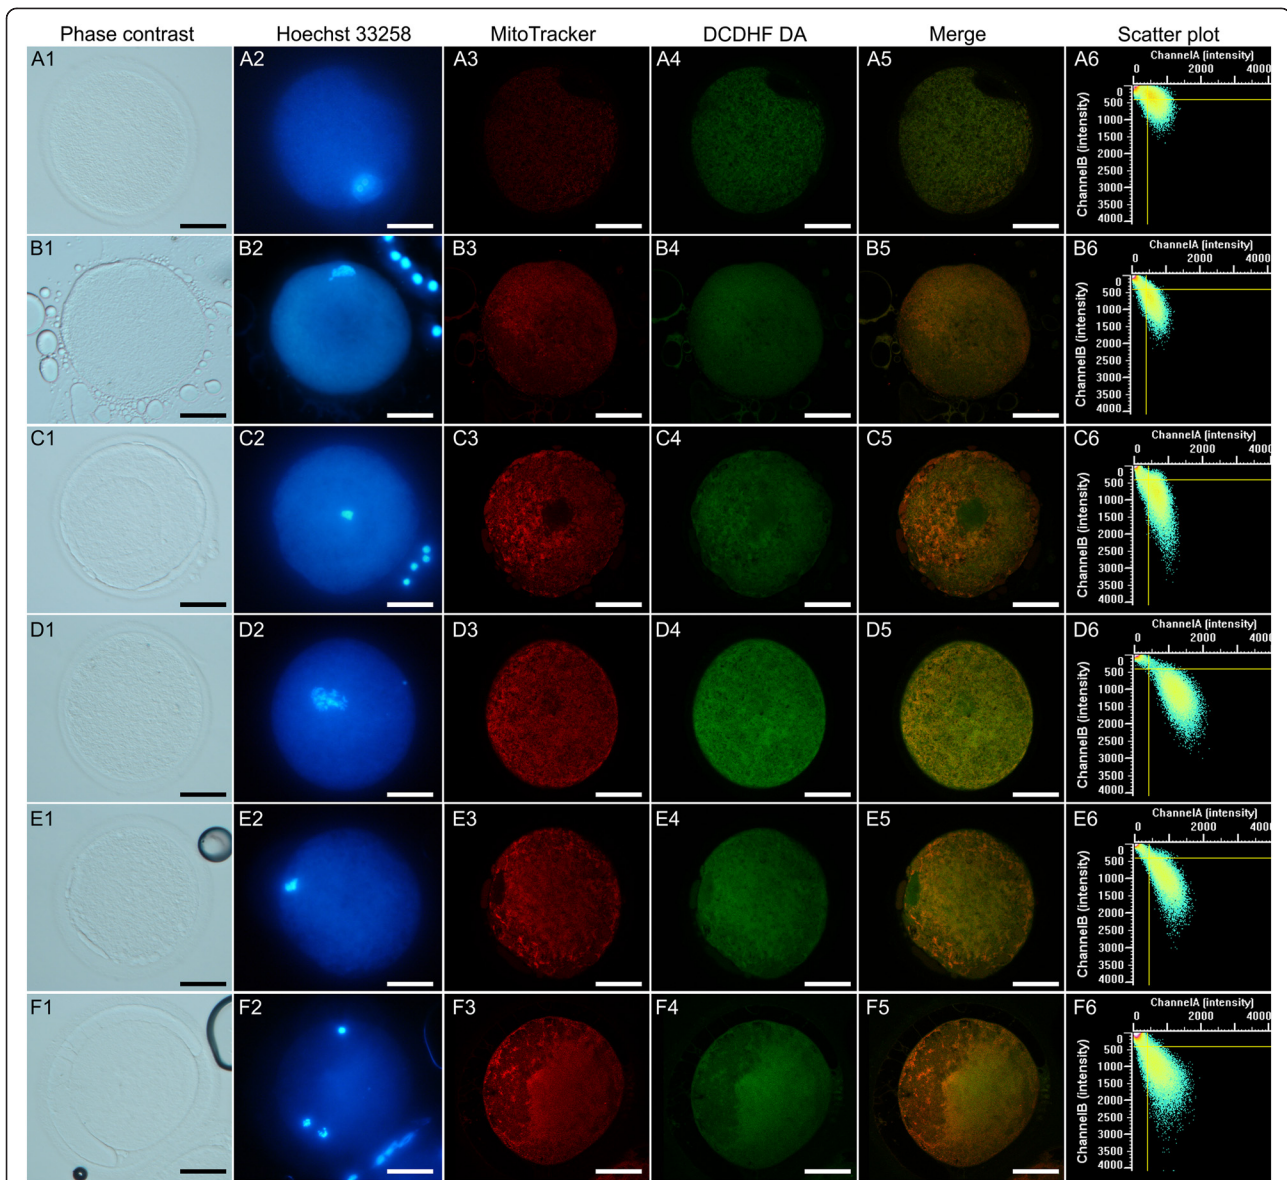 Phase contrast Hoechst 33258 MitoTracker DCDHF DA Merge Scatter plot
A1 A2 A3 A4 A5 A6
ChannelA (intensity)
0 2000 4000
ChannelB (intensity)
0
500
1000
1500
2000
2500
3000
3500
4000
B1 B2 B3 B4 B5 B6
ChannelA (intensity)
0 2000 4000
ChannelB (intensity)
0
500
1000
1500
2000
2500
3000
3500
4000
C1 C2 C3 C4 C5 C6
ChannelA (intensity)
0 2000 4000
ChannelB (intensity)
0
500
1000
1500
2000
2500
3000
3500
4000
D1 D2 D3 D4 D5 D6
ChannelA (intensity)
0 2000 4000
ChannelB (intensity)
0
500
1000
1500
2000
2500
3000
3500
4000
E1 E2 E3 E4 E5 E6
ChannelA (intensity)
0 2000 4000
ChannelB (intensity)
0
500
1000
1500
2000
2500
3000
3500
4000
F1 F2 F3 F4 F5 F6
ChannelA (intensity)
0 2000 4000
ChannelB (intensity)
0
500
1000
1500
2000
2500
3000
3500
4000